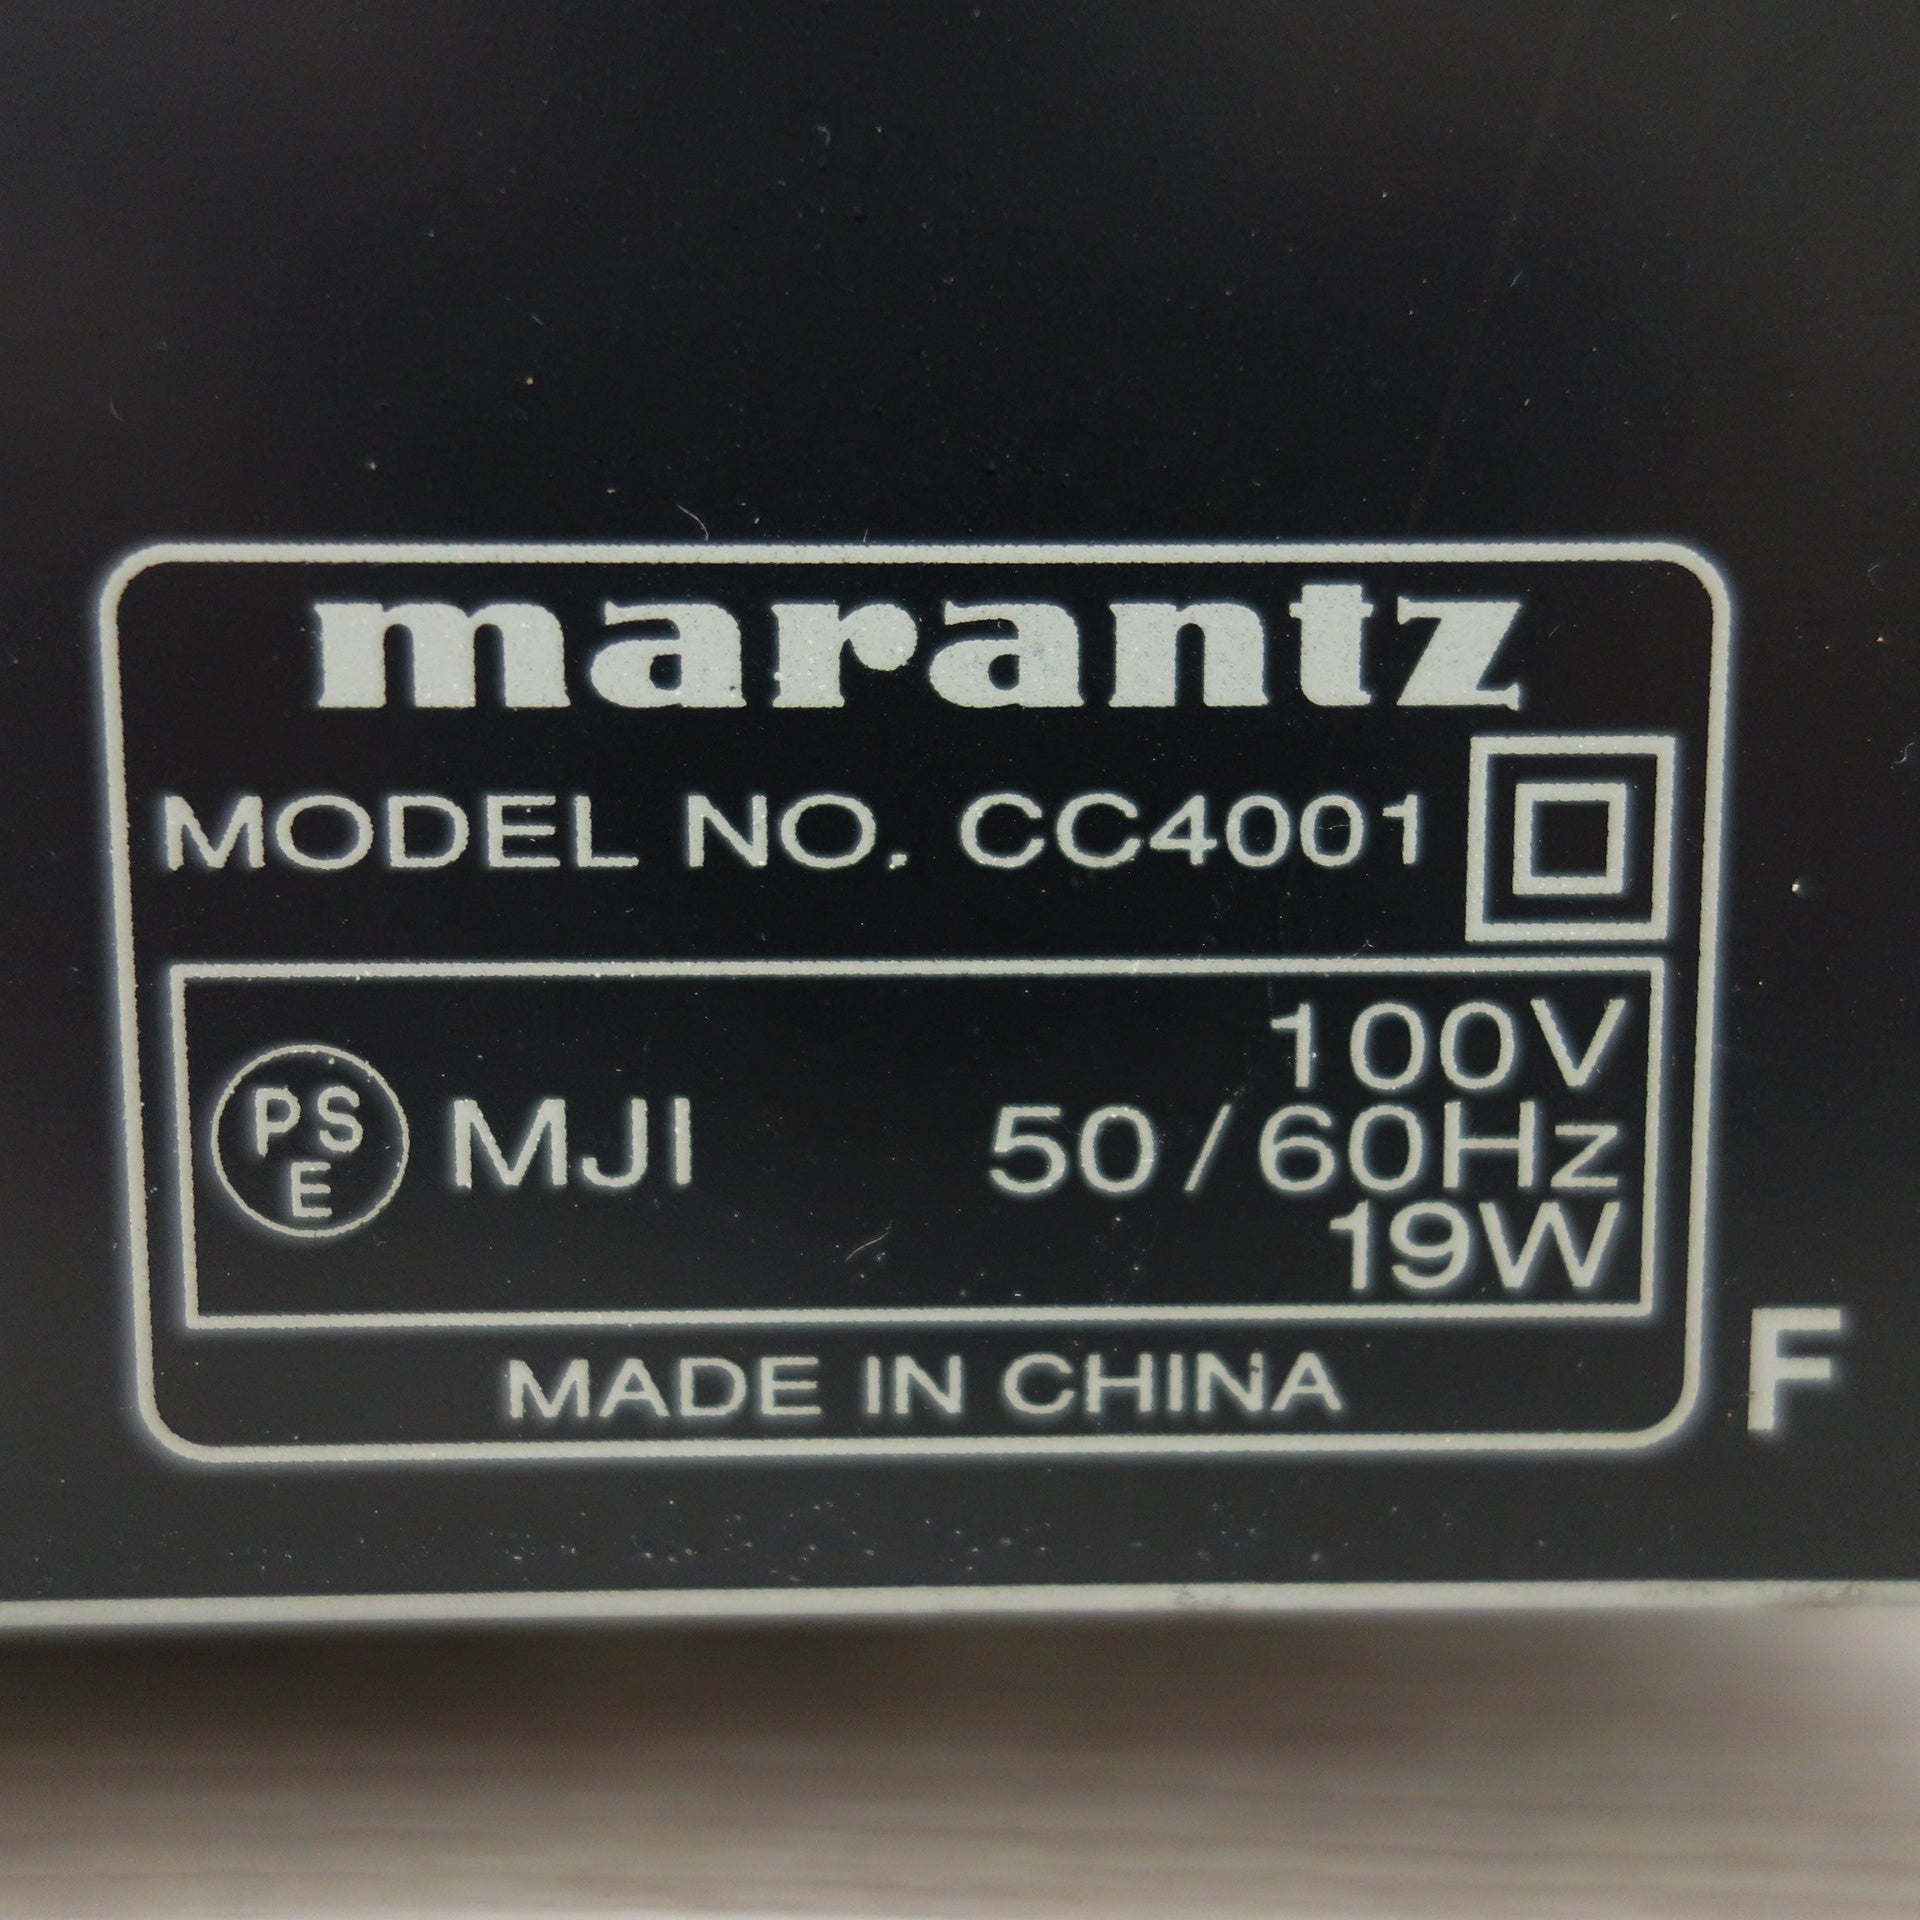 marantz
MODEL NO. CC4001
PSE MJI
100V
50/60Hz
19W
MADE IN CHINA
F